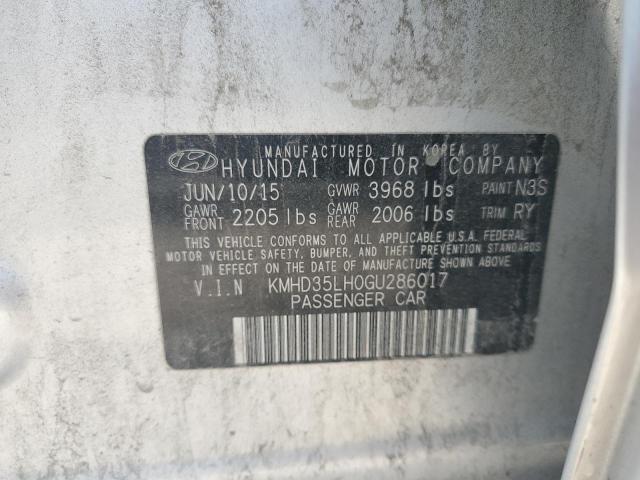 MANUFACTURED IN KOREA BY
HYUNDAI MOTOR COMPANY
JUN/10/15 GVWR 3968 lbs PAINT N3S
GAWR FRONT 2205 lbs GAWR REAR 2006 lbs TRIM RY
THIS VEHICLE CONFORMS TO ALL APPLICABLE U.S.A. FEDERAL
MOTOR VEHICLE SAFETY, BUMPER, AND THEFT PREVENTION STANDARDS
IN EFFECT ON THE DATE OF MANUFACTURE SHOWN ABOVE.
V.I.N KMHD35LH0GU286017
PASSENGER CAR